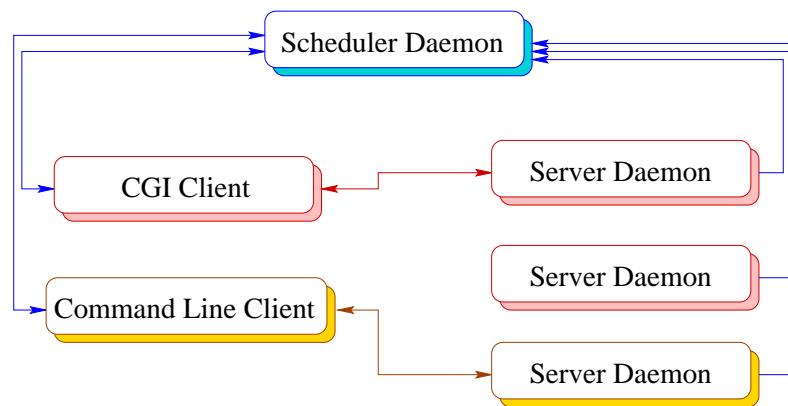 Scheduler Daemon
CGI Client
Server Daemon
Server Daemon
Command Line Client
Server Daemon